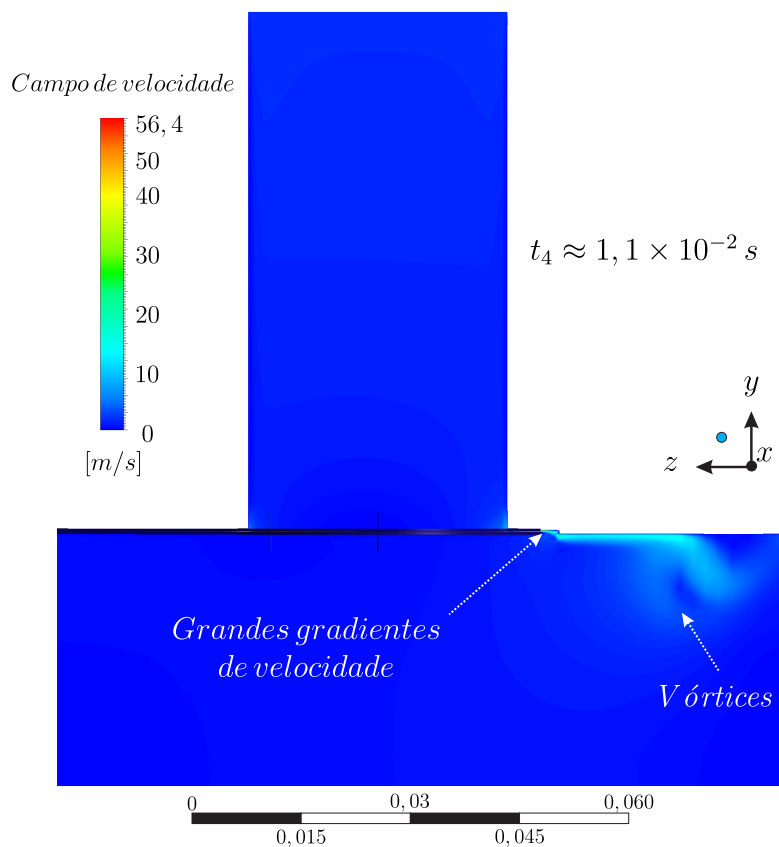 Campo de velocidade
56, 4
50
40
30
20
10
0
[m/s]
t₄ ≈ 1, 1 × 10⁻² s
y
z
x
Grandes gradientes
de velocidade
Vórtices
0
0, 03
0, 060
0, 015
0, 045